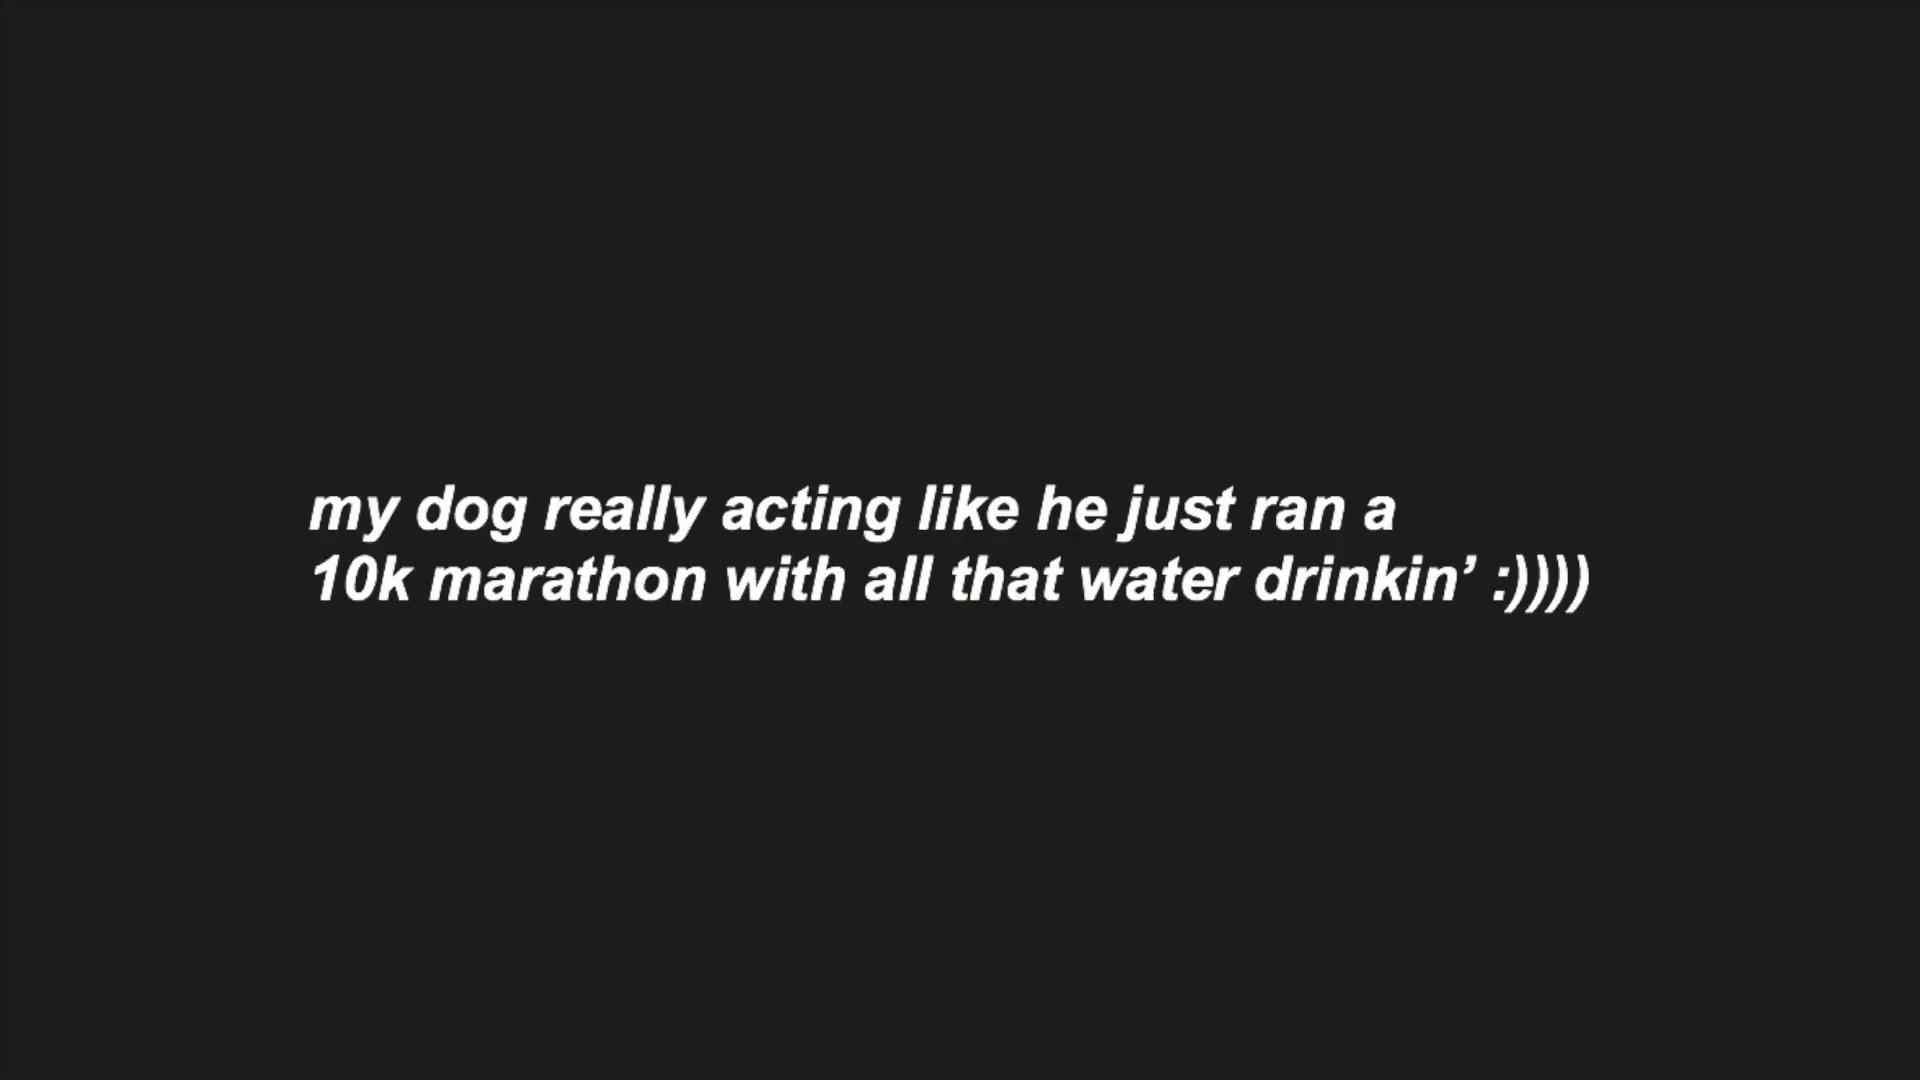 my dog really acting like he just ran a
10k marathon with all that water drinkin’ :))))